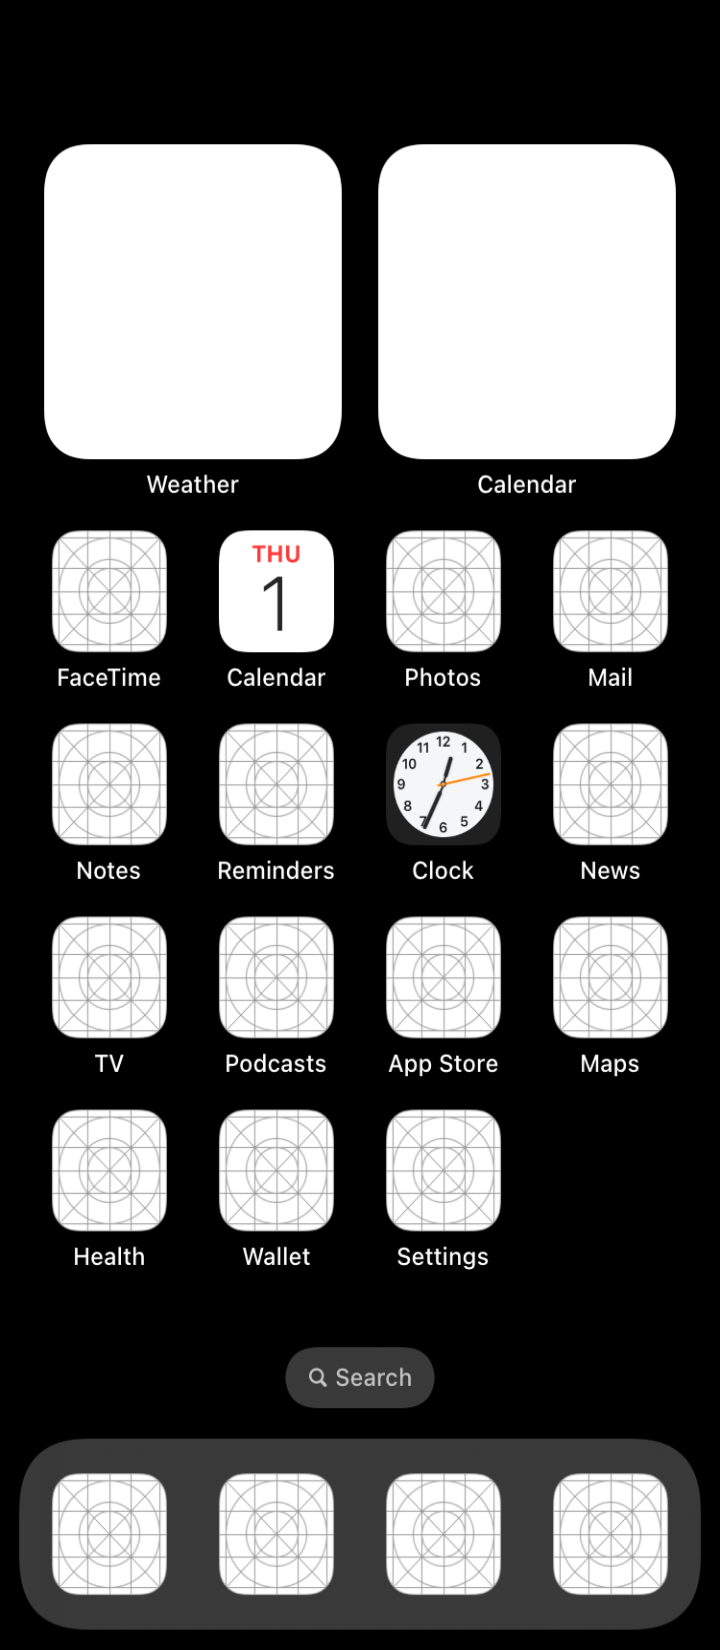 Weather Calendar
THU
1
FaceTime Calendar Photos Mail
12
11 1
10 2
9 3
8 4
7 5
6
Notes Reminders Clock News
TV Podcasts App Store Maps
Health Wallet Settings
Search